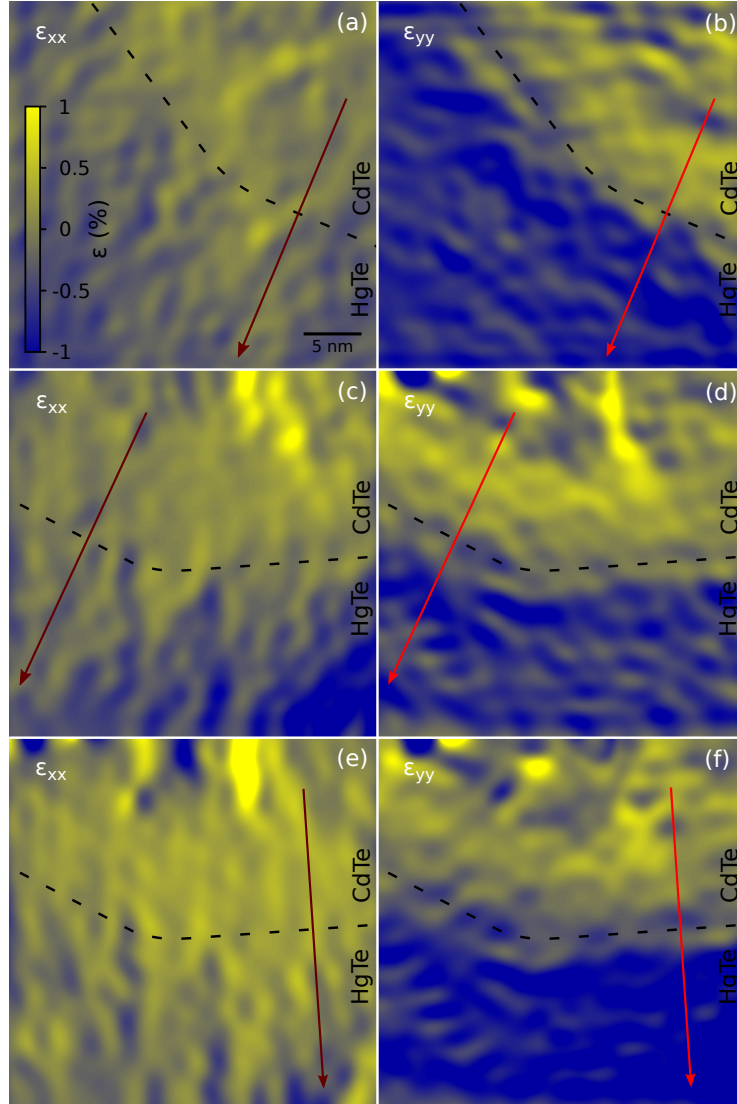 εxx
(a)
1
0.5
0
-0.5
-1
ε (%)
CdTe
HgTe
5 nm
εyy
(b)
CdTe
HgTe
εxx
(c)
CdTe
HgTe
εyy
(d)
CdTe
HgTe
εxx
(e)
CdTe
HgTe
εyy
(f)
CdTe
HgTe